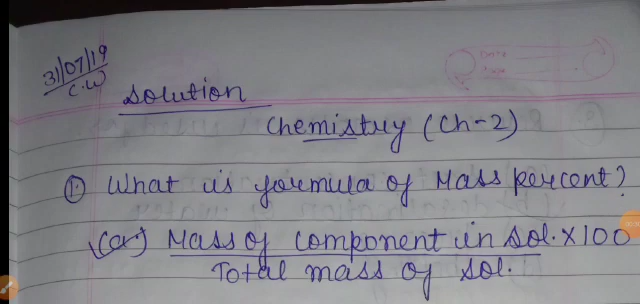 31/07/19
C.W
Solution
Chemistry (Ch-2)
① What is formula of Mass percent?
(a) Mass of component in sol. × 100
Total mass of sol.